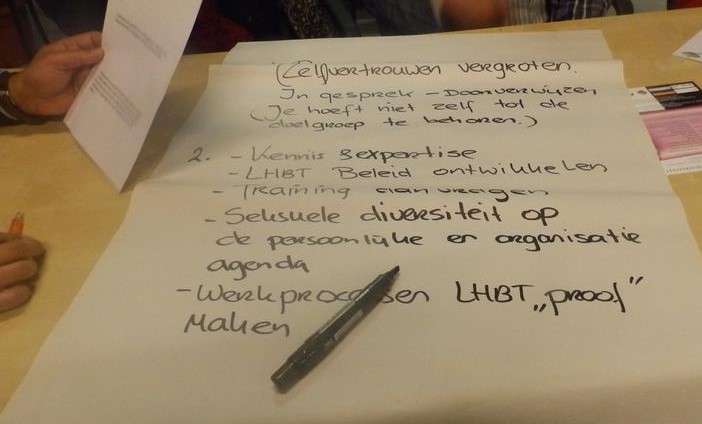 (Zelfvertrouwen vergroten.
In gesprek – Doorverwijzen
(Je hoeft niet zelf tot de
doelgroep te behoren.)
2. - Kennis & expertise
- LHBT Beleid ontwikkelen
- Training aanvragen
- Seksuele diversiteit op
de persoonlijke en organisatie
agenda
- Werkprocessen LHBT „proof”
Maken